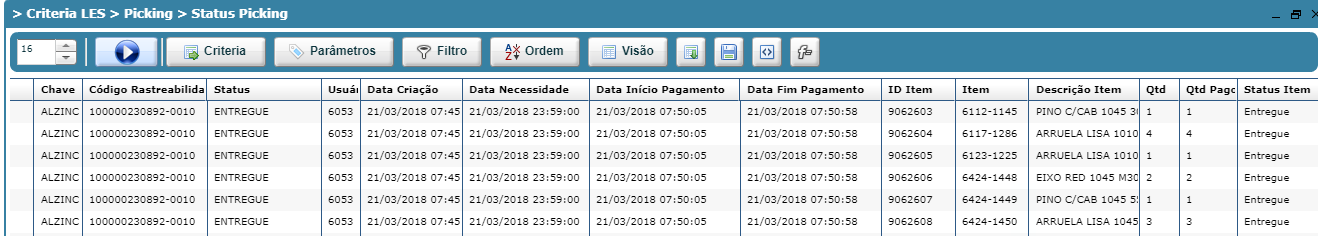 > Criteria LES > Picking > Status Picking
16 Criteria Parâmetros Filtro Ordem Visão
Chave Código Rastreabilida Status Usuái Data Criação Data Necessidade Data Início Pagamento Data Fim Pagamento ID Item Item Descrição Item Qtd Qtd Pago Status Item
ALZINC 100000230892-0010 ENTREGUE 6053 21/03/2018 07:45 21/03/2018 23:59:00 21/03/2018 07:50:05 21/03/2018 07:50:58 9062603 6112-1145 PINO C/CAB 1045 30 1 1 Entregue
ALZINC 100000230892-0010 ENTREGUE 6053 21/03/2018 07:45 21/03/2018 23:59:00 21/03/2018 07:50:05 21/03/2018 07:50:58 9062604 6117-1286 ARRUELA LISA 1010 4 4 Entregue
ALZINC 100000230892-0010 ENTREGUE 6053 21/03/2018 07:45 21/03/2018 23:59:00 21/03/2018 07:50:05 21/03/2018 07:50:58 9062605 6123-1225 ARRUELA LISA 1010 1 1 Entregue
ALZINC 100000230892-0010 ENTREGUE 6053 21/03/2018 07:45 21/03/2018 23:59:00 21/03/2018 07:50:05 21/03/2018 07:50:58 9062606 6424-1448 EIXO RED 1045 M30 2 2 Entregue
ALZINC 100000230892-0010 ENTREGUE 6053 21/03/2018 07:45 21/03/2018 23:59:00 21/03/2018 07:50:05 21/03/2018 07:50:58 9062607 6424-1449 PINO C/CAB 1045 55 1 1 Entregue
ALZINC 100000230892-0010 ENTREGUE 6053 21/03/2018 07:45 21/03/2018 23:59:00 21/03/2018 07:50:05 21/03/2018 07:50:58 9062608 6424-1450 ARRUELA LISA 1045 3 3 Entregue